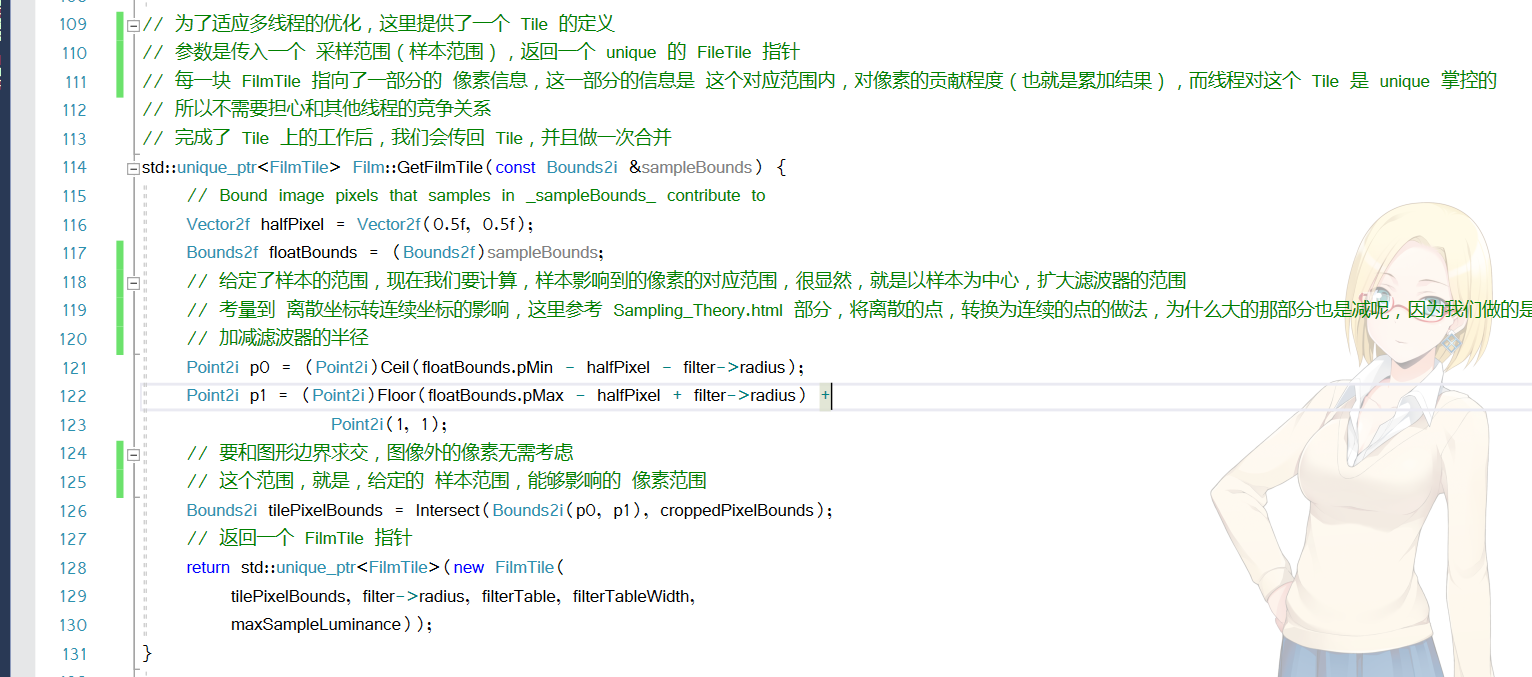 109 // 为了适应多线程的优化，这里提供了一个 Tile 的定义
110 // 参数是传入一个 采样范围（样本范围），返回一个 unique 的 FileTile 指针
111 // 每一块 FilmTile 指向了一部分的 像素信息，这一部分的信息是 这个对应范围内，对像素的贡献程度（也就是累加结果），而线程对这个 Tile 是 unique 掌控的
112 // 所以不需要担心和其他线程的竞争关系
113 // 完成了 Tile 上的工作后，我们会传回 Tile，并且做一次合并
114 std::unique_ptr<FilmTile> Film::GetFilmTile(const Bounds2i &sampleBounds) {
115 // Bound image pixels that samples in _sampleBounds_ contribute to
116 Vector2f halfPixel = Vector2f(0.5f, 0.5f);
117 Bounds2f floatBounds = (Bounds2f)sampleBounds;
118 // 给定了样本的范围，现在我们要计算，样本影响到的像素的对应范围，很显然，就是以样本为中心，扩大滤波器的范围
119 // 考量到 离散坐标转连续坐标的影响，这里参考 Sampling_Theory.html 部分，将离散的点，转换为连续的点的做法，为什么大的那部分也是减呢，因为我们做的是
120 // 加减滤波器的半径
121 Point2i p0 = (Point2i)Ceil(floatBounds.pMin - halfPixel - filter->radius);
122 Point2i p1 = (Point2i)Floor(floatBounds.pMax - halfPixel + filter->radius) +
123 Point2i(1, 1);
124 // 要和图形边界求交，图像外的像素无需考虑
125 // 这个范围，就是，给定的 样本范围，能够影响的 像素范围
126 Bounds2i tilePixelBounds = Intersect(Bounds2i(p0, p1), croppedPixelBounds);
127 // 返回一个 FilmTile 指针
128 return std::unique_ptr<FilmTile>(new FilmTile(
129 tilePixelBounds, filter->radius, filterTable, filterTableWidth,
130 maxSampleLuminance));
131 }